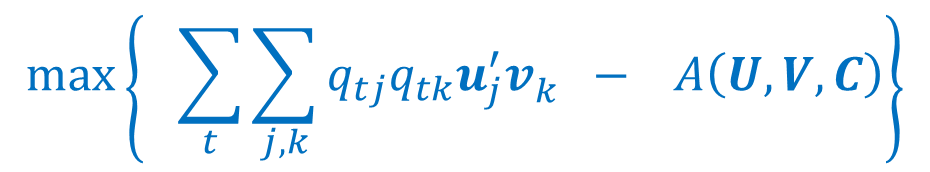 max{ ∑_t ∑_{j,k} q_{tj} q_{tk} 𝒖′_j 𝒗_k − A(𝑼, 𝑽, 𝑪) }